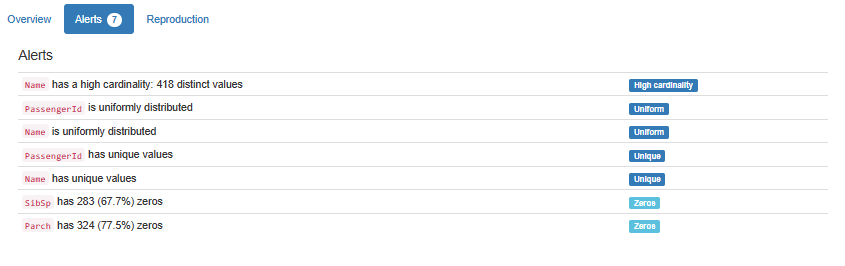 Overview Alerts 7 Reproduction
Alerts
Name has a high cardinality: 418 distinct values High cardinality
PassengerId is uniformly distributed Uniform
Name is uniformly distributed Uniform
PassengerId has unique values Unique
Name has unique values Unique
SibSp has 283 (67.7%) zeros Zeros
Parch has 324 (77.5%) zeros Zeros